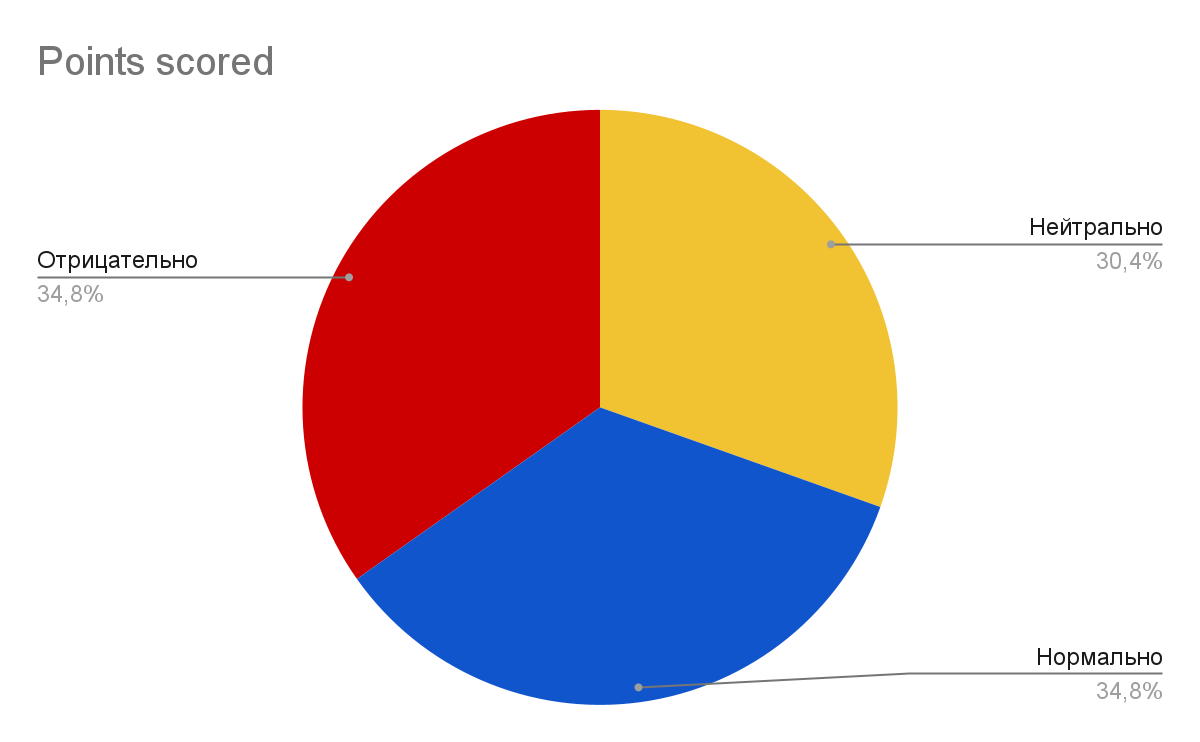 Points scored
Нейтрально
30,4%
Отрицательно
34,8%
Нормально
34,8%